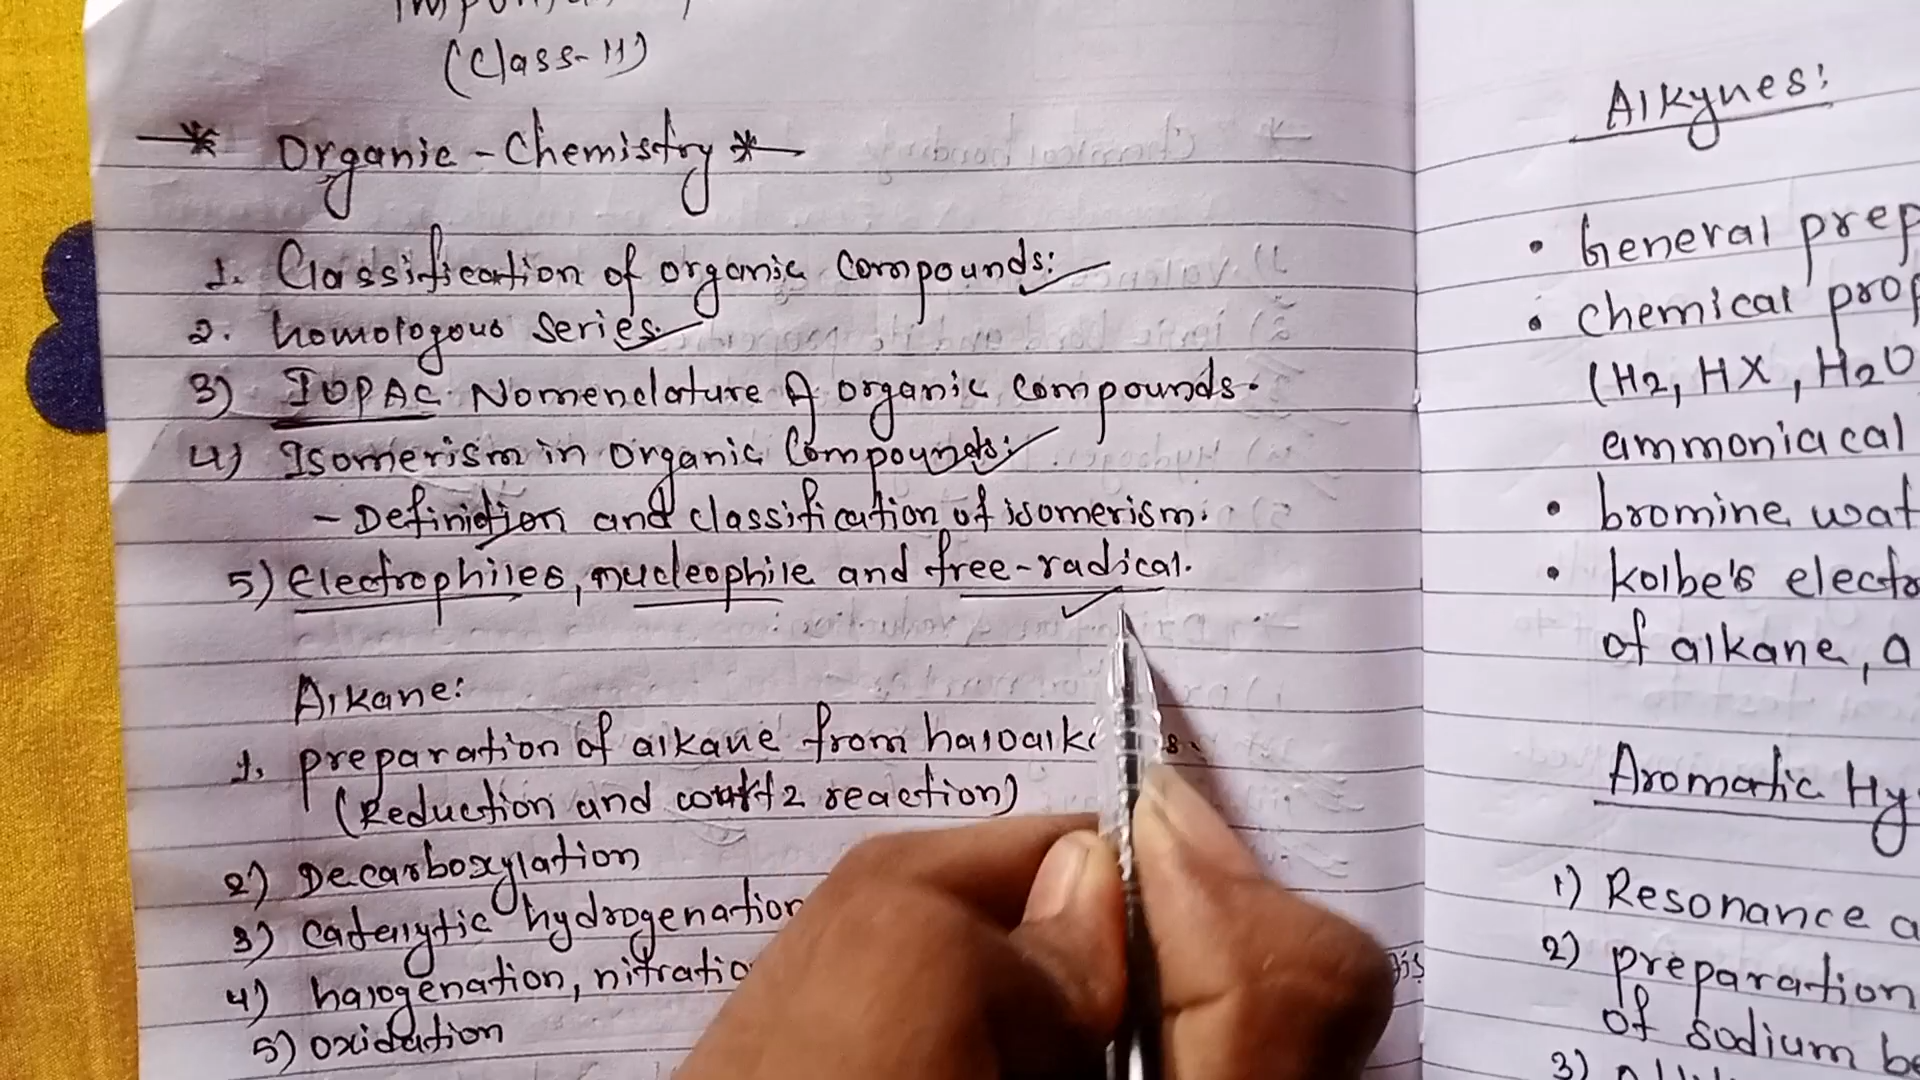 (Class-11)
Organic-Chemistry
1. Classification of organic compounds:
2. homologous series.
3) IUPAC Nomenclature of organic compounds.
4) Isomerism in organic compounds:
- Definition and classification of isomerism.
5) Electrophiles, nucleophile and free-radical.
Alkane:
1. preparation of alkane from haloalk
(Reduction and reaction)
2) Decarboxylation
3) catalytic hydrogenation
4) halogenation, nitratio
5) oxidation
Alkynes:
• General prep
• chemical prop
(H2, HX, H2O
ammoniacal
• bromine wat
• kolbe's electo
of alkane, a
Aromatic Hy
1) Resonance a
2) preparation
of sodium be
3)